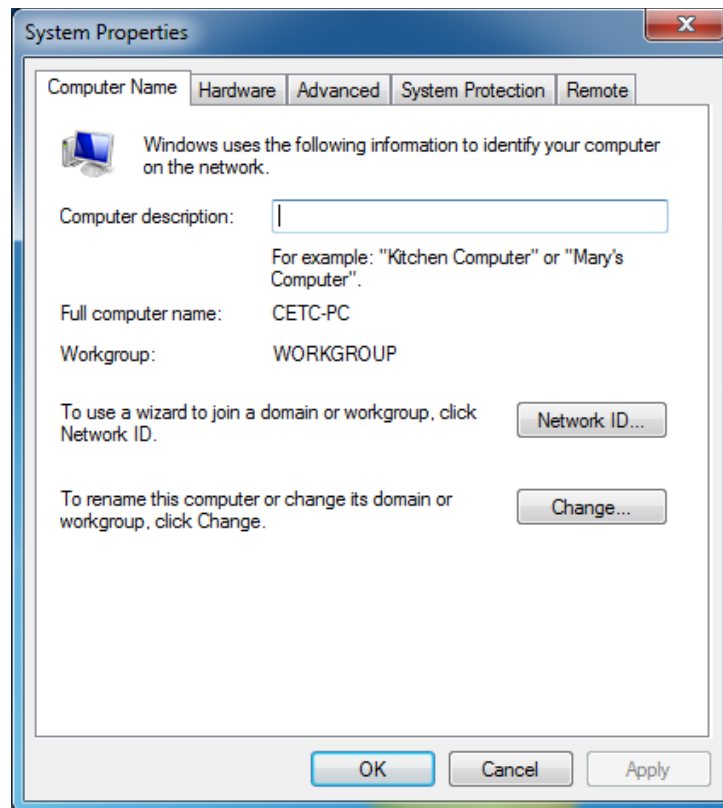 System Properties
Computer Name Hardware Advanced System Protection Remote
Windows uses the following information to identify your computer
on the network.
Computer description:
For example: "Kitchen Computer" or "Mary's
Computer".
Full computer name: CETC-PC
Workgroup: WORKGROUP
To use a wizard to join a domain or workgroup, click
Network ID.
Network ID...
To rename this computer or change its domain or
workgroup, click Change.
Change...
OK Cancel Apply